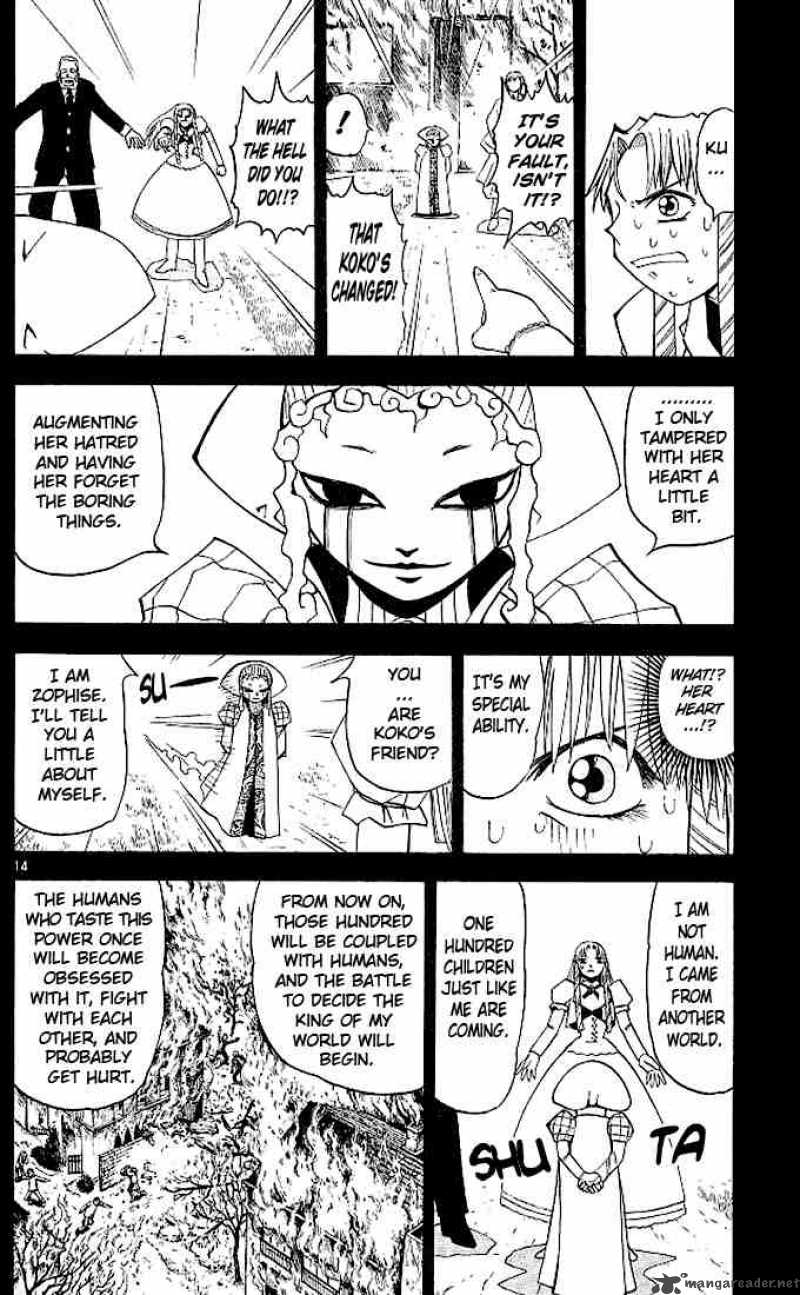 KU
...
IT'S
YOUR
FAULT,
ISN'T
IT!?
!
THAT
KOKO'S
CHANGED!
WHAT
THE HELL
DID YOU
DO!!?
.........
I ONLY
TAMPERED
WITH HER
HEART A
LITTLE
BIT.
AUGMENTING
HER HATRED
AND HAVING
HER FORGET
THE BORING
THINGS.
WHAT!?
HER
HEART
...!?
IT'S MY
SPECIAL
ABILITY.
YOU
...
ARE
KOKO'S
FRIEND?
SU
I AM
ZOPHISE.
I'LL TELL
YOU A
LITTLE
ABOUT
MYSELF.
14
I AM
NOT
HUMAN.
I CAME
FROM
ANOTHER
WORLD.
ONE
HUNDRED
CHILDREN
JUST LIKE
ME ARE
COMING.
SHU TA
FROM NOW ON,
THOSE HUNDRED
WILL BE COUPLED
WITH HUMANS,
AND THE BATTLE
TO DECIDE THE
KING OF MY
WORLD WILL
BEGIN.
THE HUMANS
WHO TASTE THIS
POWER ONCE
WILL BECOME
OBSESSED
WITH IT, FIGHT
WITH EACH
OTHER, AND
PROBABLY
GET HURT.
mangareader.net